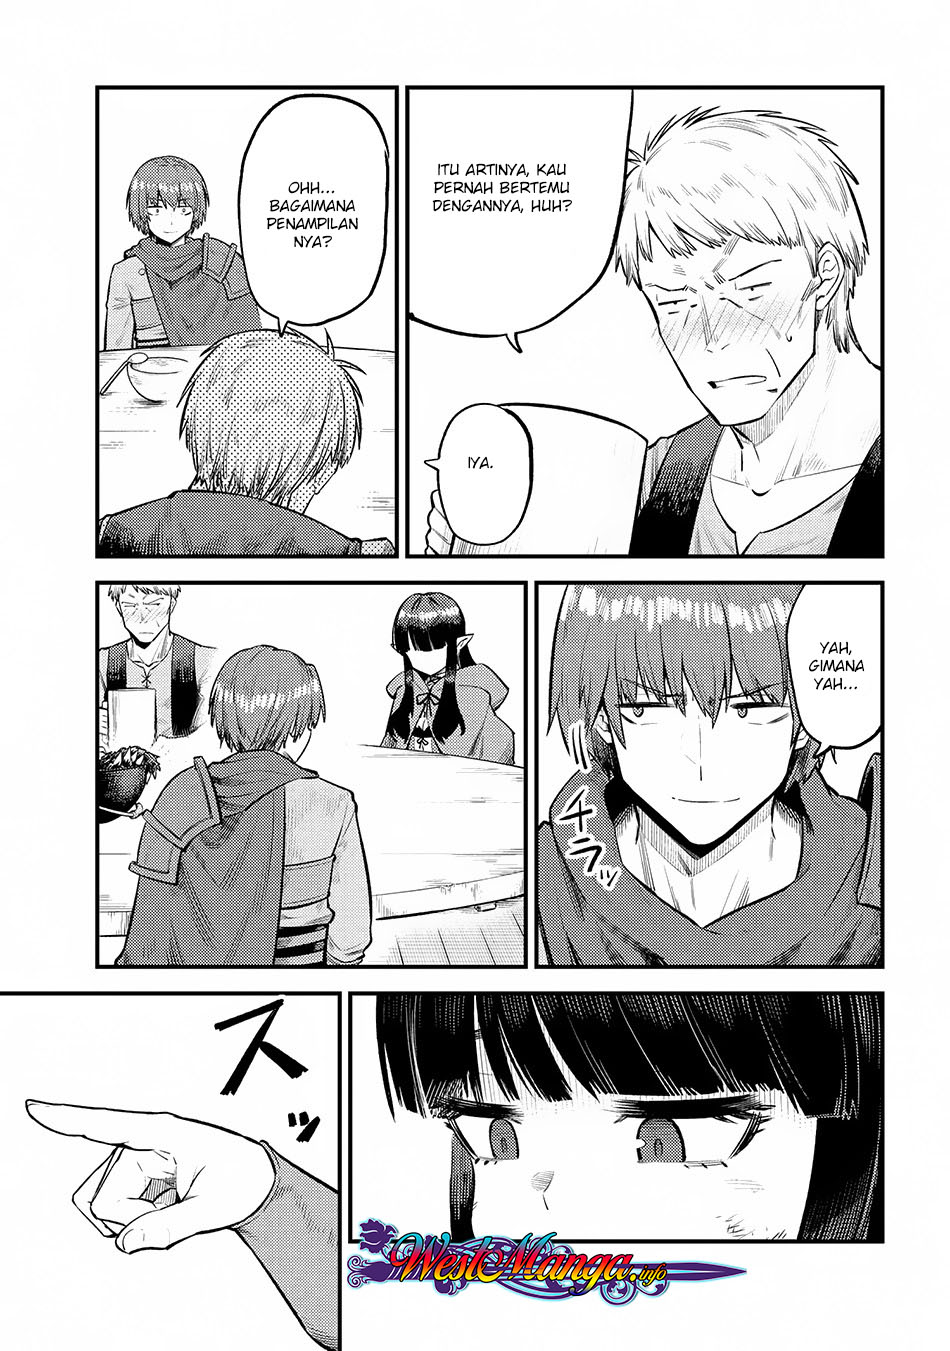 ITU ARTINYA, KAU
PERNAH BERTEMU
DENGANNYA, HUH?
IYA.
OHH...
BAGAIMANA
PENAMPILAN
NYA?
YAH,
GIMANA
YAH...
チラッ
スッ
WestManga.info